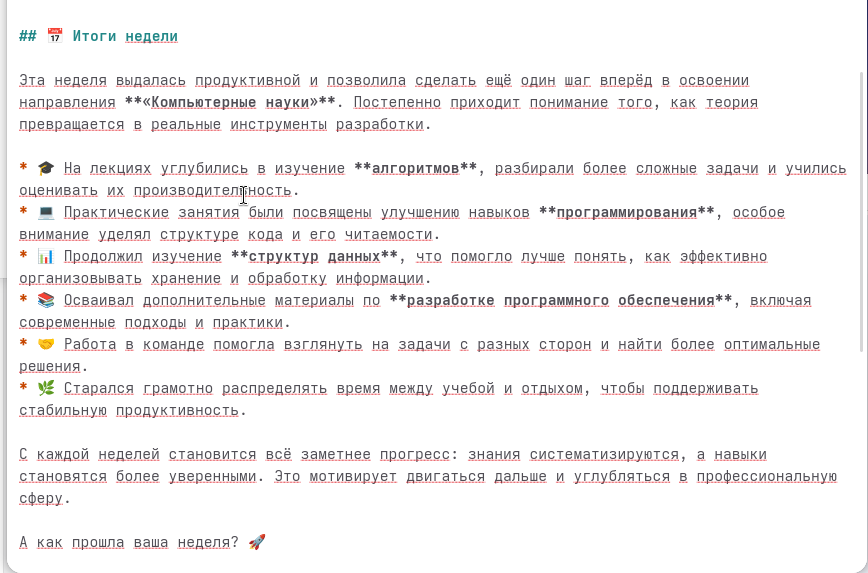 ## 📅 Итоги недели
Эта неделя выдалась продуктивной и позволила сделать ещё один шаг вперёд в освоении
направления **«Компьютерные науки»**. Постепенно приходит понимание того, как теория
превращается в реальные инструменты разработки.
* 🎓 На лекциях углубились в изучение **алгоритмов**, разбирали более сложные задачи и учились
оценивать их производительность.
* 💻 Практические занятия были посвящены улучшению навыков **программирования**, особое
внимание уделял структуре кода и его читаемости.
* 📊 Продолжил изучение **структур данных**, что помогло лучше понять, как эффективно
организовывать хранение и обработку информации.
* 📚 Осваивал дополнительные материалы по **разработке программного обеспечения**, включая
современные подходы и практики.
* 🤝 Работа в команде помогла взглянуть на задачи с разных сторон и найти более оптимальные
решения.
* 🌿 Старался грамотно распределять время между учебой и отдыхом, чтобы поддерживать
стабильную продуктивность.
С каждой неделей становится всё заметнее прогресс: знания систематизируются, а навыки
становятся более уверенными. Это мотивирует двигаться дальше и углубляться в профессиональную
сферу.
А как прошла ваша неделя? 🚀